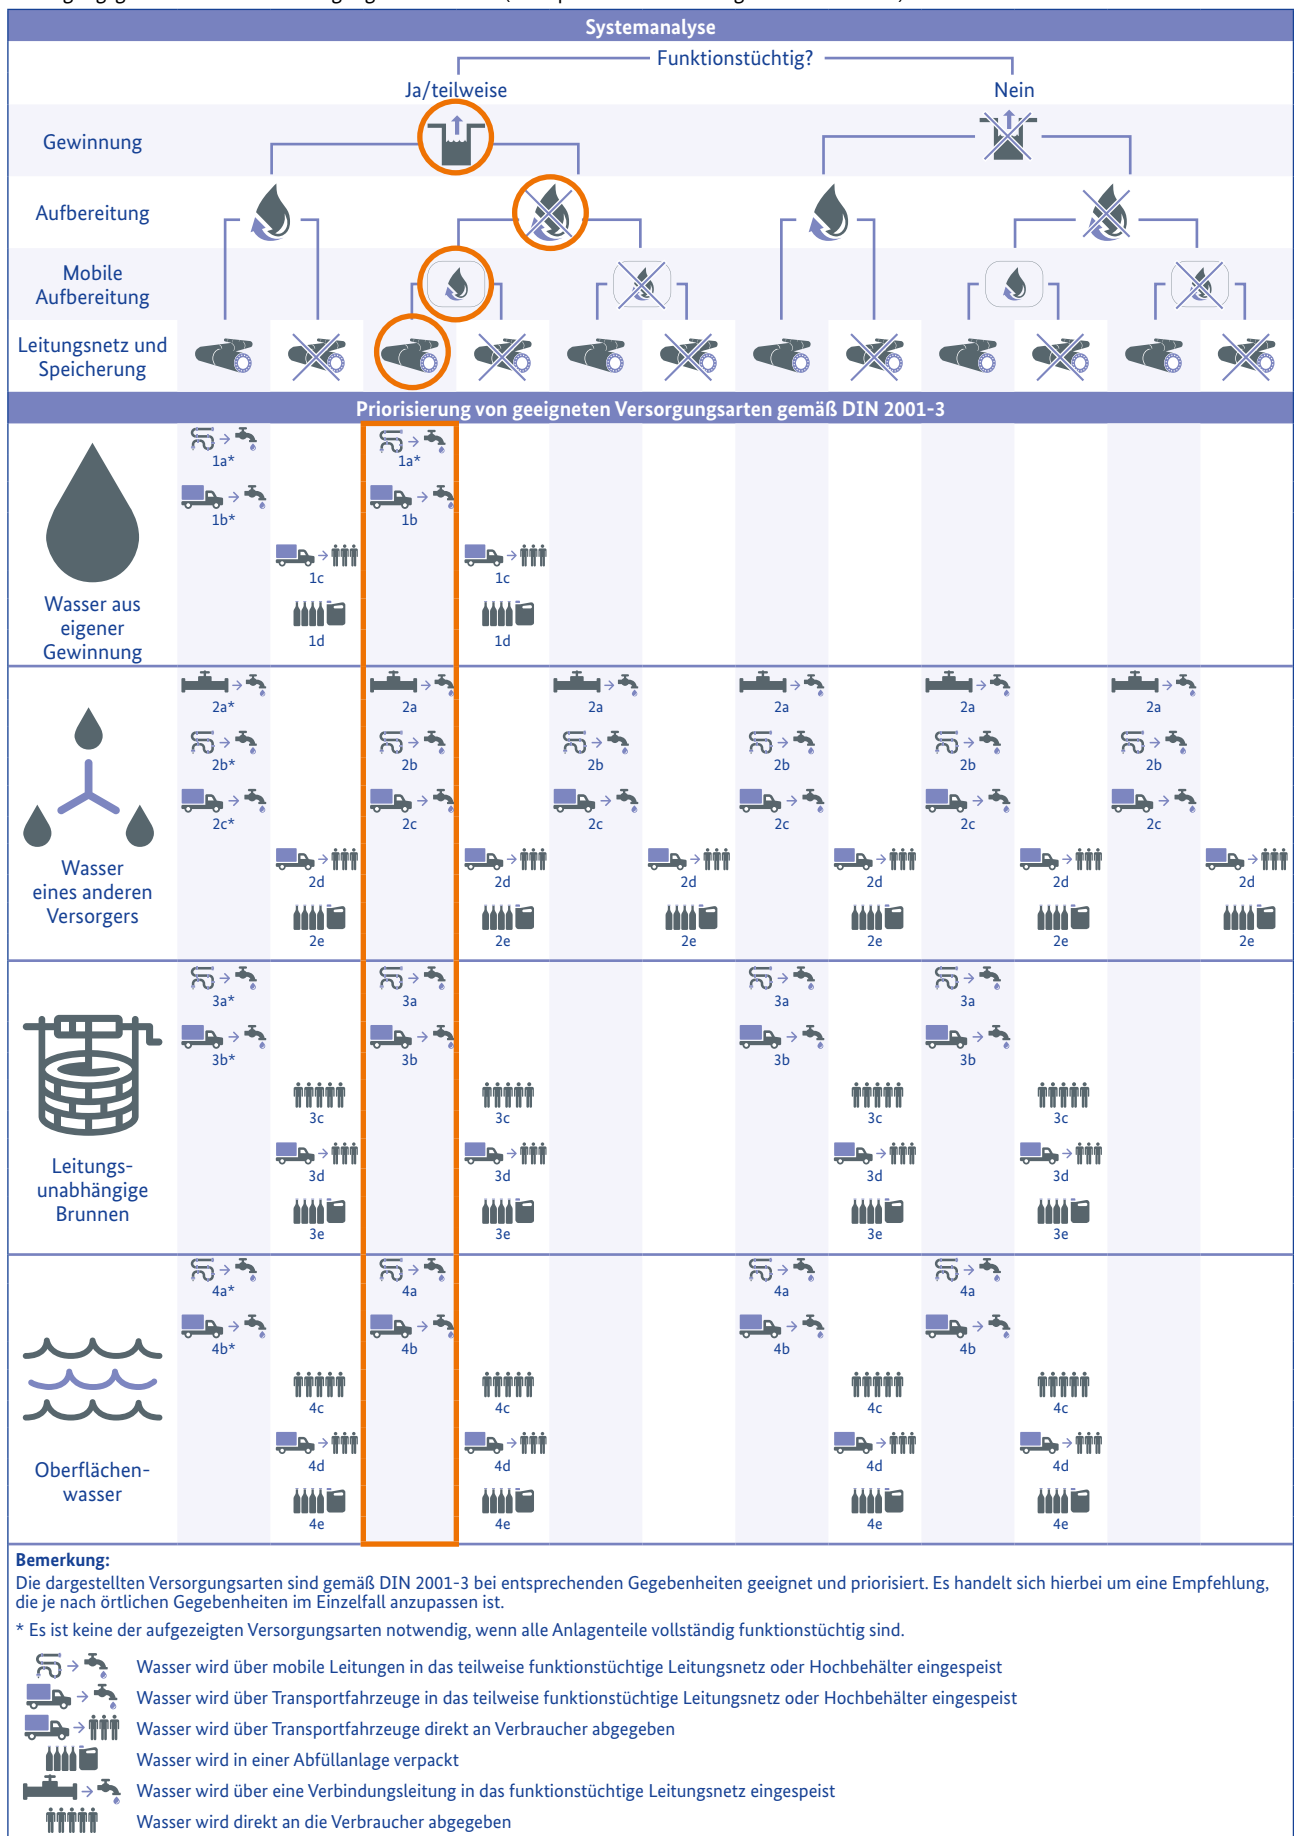 Systemanalyse
Funktionstüchtig?
Ja/teilweise
Nein
Gewinnung
Aufbereitung
Mobile
Aufbereitung
Leitungsnetz und
Speicherung
Priorisierung von geeigneten Versorgungsarten gemäß DIN 2001-3
Wasser aus
eigener
Gewinnung
1a* 1a*
1b* 1b
1c 1c
1d 1d
Wasser
eines anderen
Versorgers
2a* 2a 2a 2a 2a 2a
2b* 2b 2b 2b 2b 2b
2c* 2c 2c 2c 2c 2c
2d 2d 2d 2d 2d 2d
2e 2e 2e 2e 2e 2e
Leitungs-
unabhängige
Brunnen
3a* 3a 3a 3a
3b* 3b 3b 3b
3c 3c 3c 3c
3d 3d 3d 3d
3e 3e 3e 3e
Oberflächen-
wasser
4a* 4a 4a 4a
4b* 4b 4b 4b
4c 4c 4c 4c
4d 4d 4d 4d
4e 4e 4e 4e
Bemerkung:
Die dargestellten Versorgungsarten sind gemäß DIN 2001-3 bei entsprechenden Gegebenheiten geeignet und priorisiert. Es handelt sich hierbei um eine Empfehlung,
die je nach örtlichen Gegebenheiten im Einzelfall anzupassen ist.
* Es ist keine der aufgezeigten Versorgungsarten notwendig, wenn alle Anlagenteile vollständig funktionstüchtig sind.
Wasser wird über mobile Leitungen in das teilweise funktionstüchtige Leitungsnetz oder Hochbehälter eingespeist
Wasser wird über Transportfahrzeuge in das teilweise funktionstüchtige Leitungsnetz oder Hochbehälter eingespeist
Wasser wird über Transportfahrzeuge direkt an Verbraucher abgegeben
Wasser wird in einer Abfüllanlage verpackt
Wasser wird über eine Verbindungsleitung in das funktionstüchtige Leitungsnetz eingespeist
Wasser wird direkt an die Verbraucher abgegeben